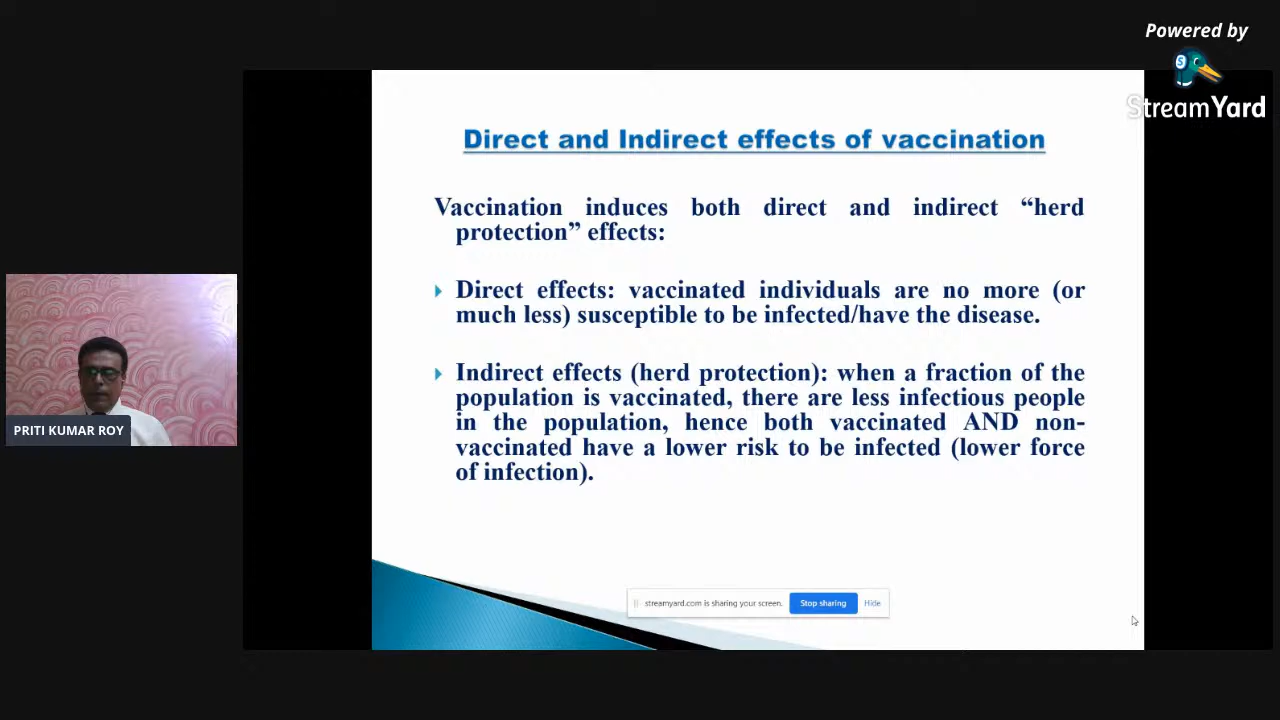 Powered by
StreamYard
Direct and Indirect effects of vaccination
Vaccination induces both direct and indirect “herd
protection” effects:
Direct effects: vaccinated individuals are no more (or
much less) susceptible to be infected/have the disease.
Indirect effects (herd protection): when a fraction of the
population is vaccinated, there are less infectious people
in the population, hence both vaccinated AND non-
vaccinated have a lower risk to be infected (lower force
of infection).
PRITI KUMAR ROY
streamyard.com is sharing your screen. Stop sharing Hide